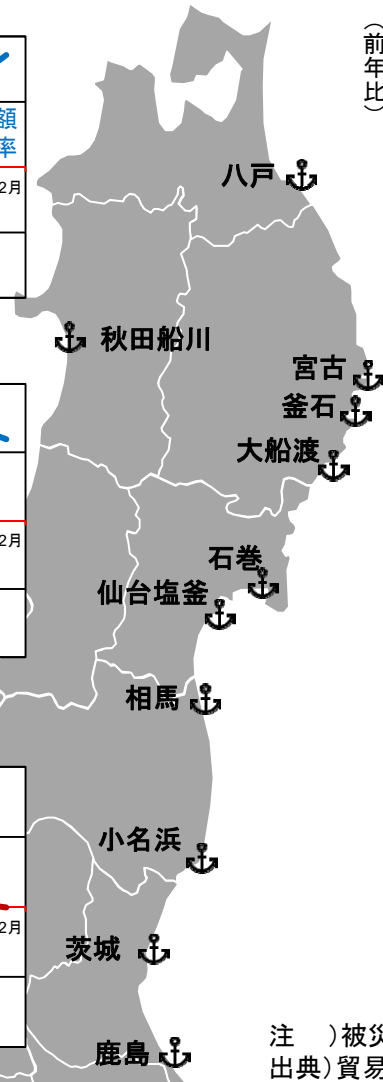 （前年比）
額
率
2月
八戸
秋田船川
宮古
釜石
大船渡
2月
石巻
仙台塩釜
相馬
小名浜
2月
茨城
鹿島
注　）被災
出典）貿易